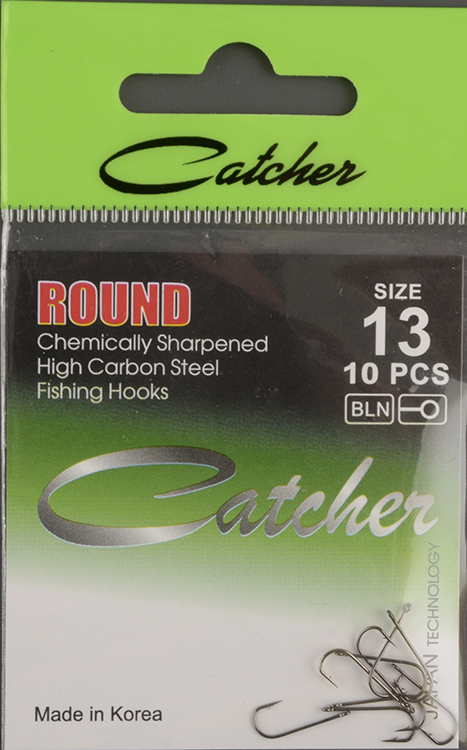 Catcher
ROUND
Chemically Sharpened
High Carbon Steel
Fishing Hooks
SIZE
13
10 PCS
BLN
Catcher
JAPAN TECHNOLOGY
Made in Korea